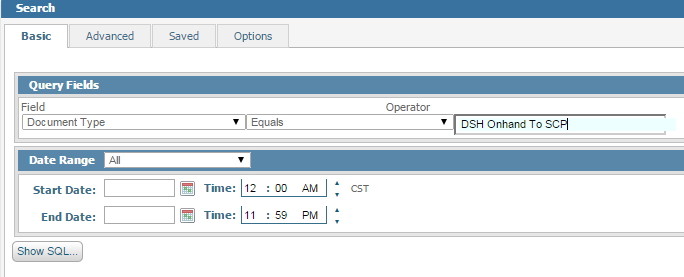 Search
Basic Advanced Saved Options
Query Fields
Field Operator
Document Type Equals DSH Onhand To SCP
Date Range All
Start Date: Time: 12 : 00 AM CST
End Date: Time: 11 : 59 PM
Show SQL...